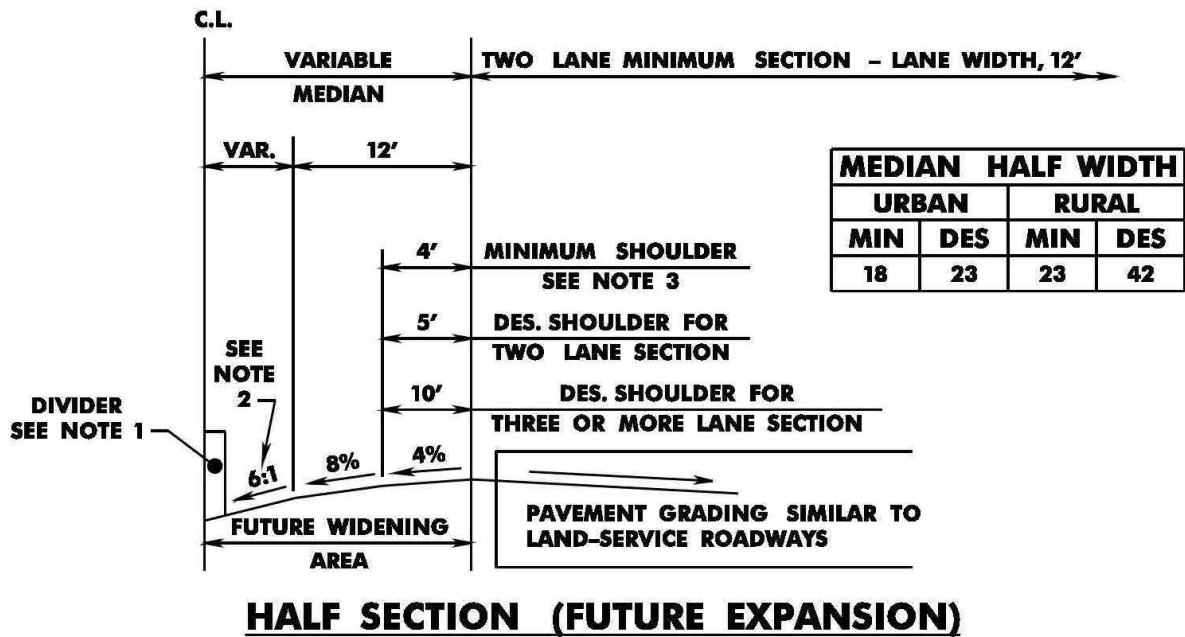 C.L.
VARIABLE
MEDIAN
TWO LANE MINIMUM SECTION – LANE WIDTH, 12'
VAR.
12'
MEDIAN HALF WIDTH
URBAN RURAL
MIN DES MIN DES
18 23 23 42
4' MINIMUM SHOULDER
SEE NOTE 3
5' DES. SHOULDER FOR
TWO LANE SECTION
10' DES. SHOULDER FOR
THREE OR MORE LANE SECTION
SEE
NOTE
2
DIVIDER
SEE NOTE 1
6:1
8%
4%
FUTURE WIDENING
AREA
PAVEMENT GRADING SIMILAR TO
LAND–SERVICE ROADWAYS
HALF SECTION (FUTURE EXPANSION)